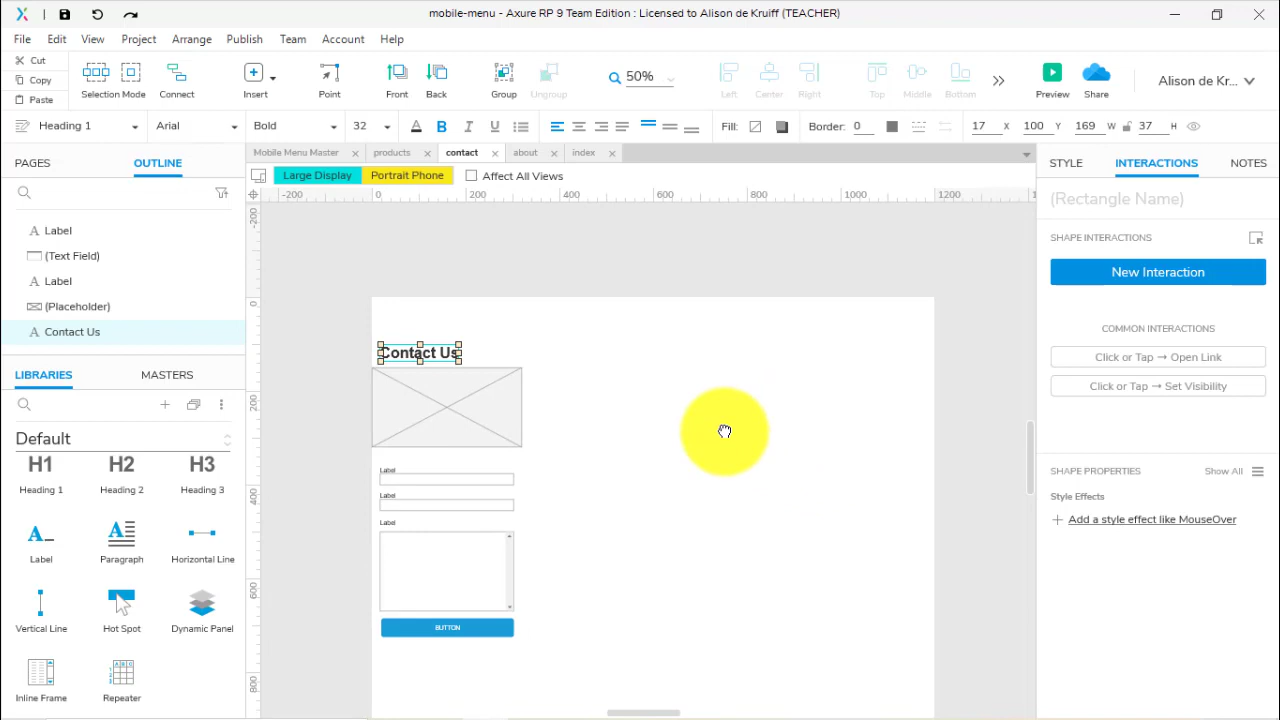 mobile-menu - Axure RP 9 Team Edition : Licensed to Alison de Kruiff (TEACHER)
File Edit View Project Arrange Publish Team Account Help
Cut
Copy
Paste
Selection Mode
Connect
Insert
Point
Front
Back
Group
Ungroup
50%
Left
Center
Right
Top
Middle
Bottom
Preview
Share
Alison de Kr...
Heading 1
Arial
Bold
32
A B I U
Fill:
Border: 0
17 X 100 Y 169 W 37 H
PAGES OUTLINE
Mobile Menu Master
products
contact
about
index
STYLE INTERACTIONS NOTES
Large Display
Portrait Phone
Affect All Views
-200 0 200 400 600 800 1000 1200
-200
0
200
400
600
800
A Label
(Text Field)
A Label
(Placeholder)
A Contact Us
LIBRARIES MASTERS
Default
H1 H2 H3
Heading 1 Heading 2 Heading 3
Label Paragraph Horizontal Line
Vertical Line Hot Spot Dynamic Panel
Inline Frame Repeater
Contact Us
Label
Label
Label
BUTTON
(Rectangle Name)
SHAPE INTERACTIONS
New Interaction
COMMON INTERACTIONS
Click or Tap → Open Link
Click or Tap → Set Visibility
SHAPE PROPERTIES Show All
Style Effects
Add a style effect like MouseOver